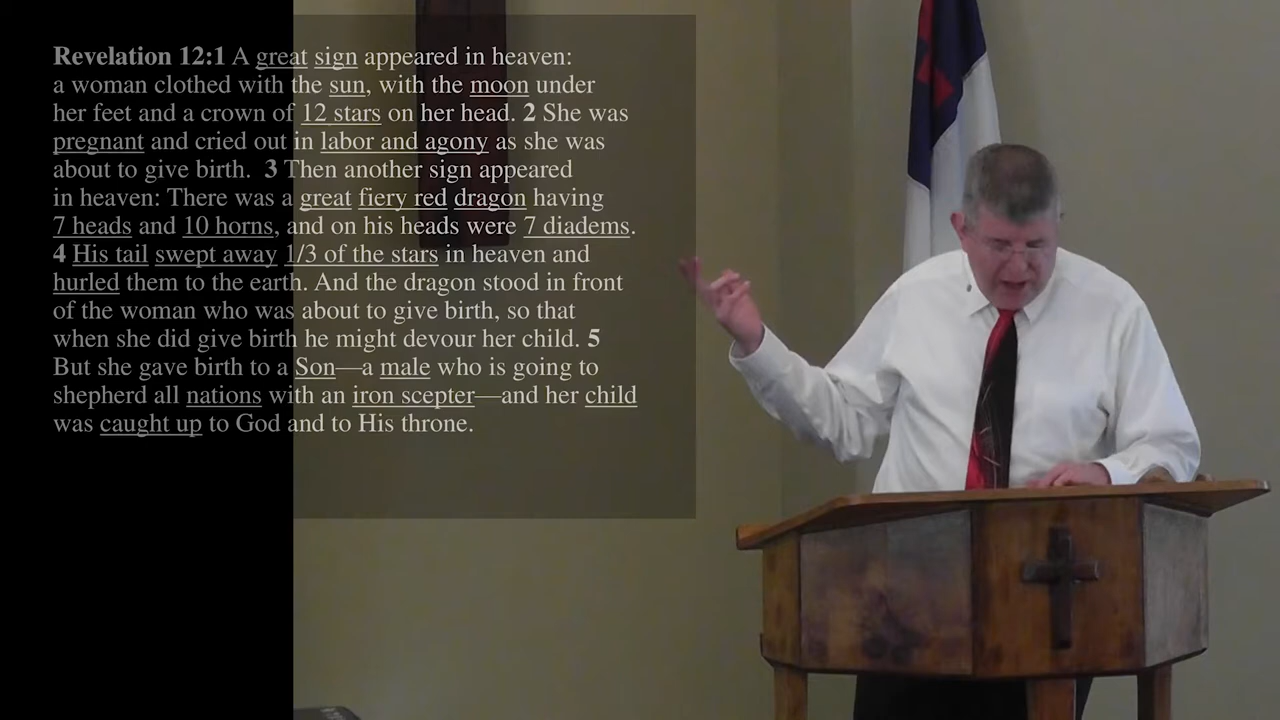 Revelation 12:1 A great sign appeared in heaven:
a woman clothed with the sun, with the moon under
her feet and a crown of 12 stars on her head. 2 She was
pregnant and cried out in labor and agony as she was
about to give birth. 3 Then another sign appeared
in heaven: There was a great fiery red dragon having
7 heads and 10 horns, and on his heads were 7 diadems.
4 His tail swept away 1/3 of the stars in heaven and
hurled them to the earth. And the dragon stood in front
of the woman who was about to give birth, so that
when she did give birth he might devour her child. 5
But she gave birth to a Son—a male who is going to
shepherd all nations with an iron scepter—and her child
was caught up to God and to His throne.